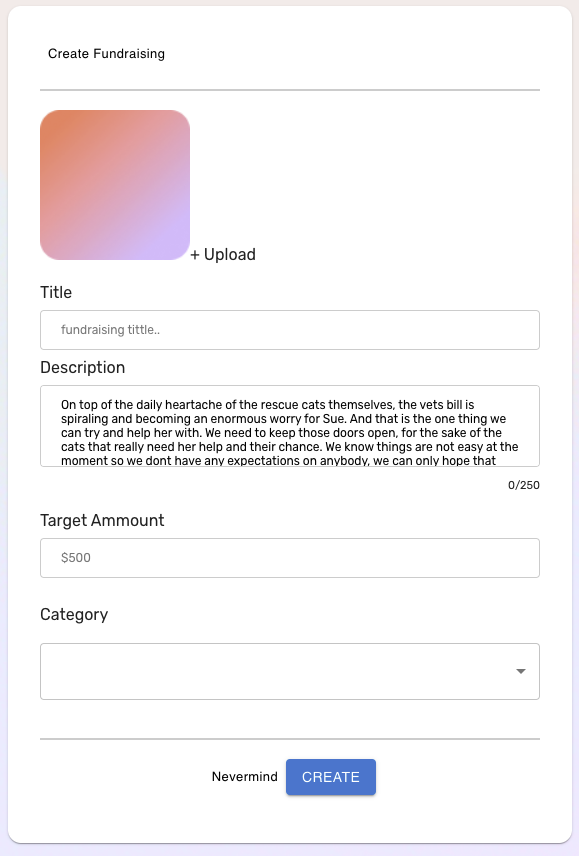 Create Fundraising
+ Upload
Title
fundraising tittle..
Description
On top of the daily heartache of the rescue cats themselves, the vets bill is
spiraling and becoming an enormous worry for Sue. And that is the one thing we
can try and help her with. We need to keep those doors open, for the sake of the
cats that really need her help and their chance. We know things are not easy at the
moment so we dont have any expectations on anybody, we can only hope that
0/250
Target Ammount
$500
Category
Nevermind CREATE